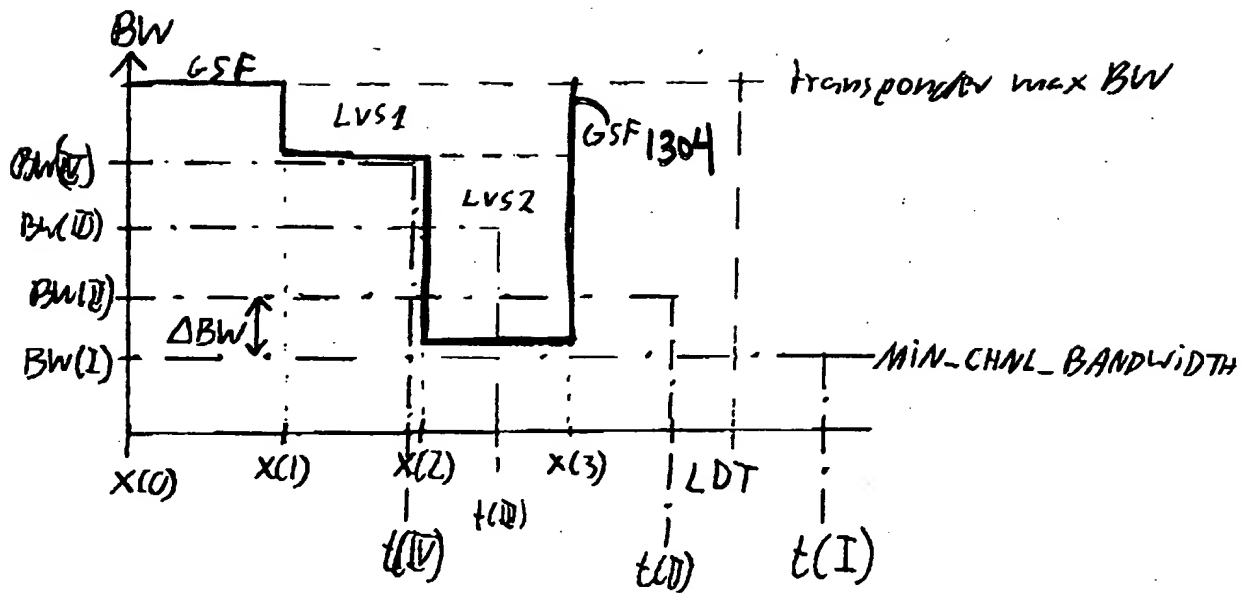 BW
GSF
transponder max BW
LVS1
GSF 1304
BW(IV)
LVS2
BW(III)
BW(II)
ΔBW
BW(I)
MIN_CHNL_BANDWIDTH
X(0) X(1) X(2) X(3) LDT
t(III)
t(IV) t(II) t(I)